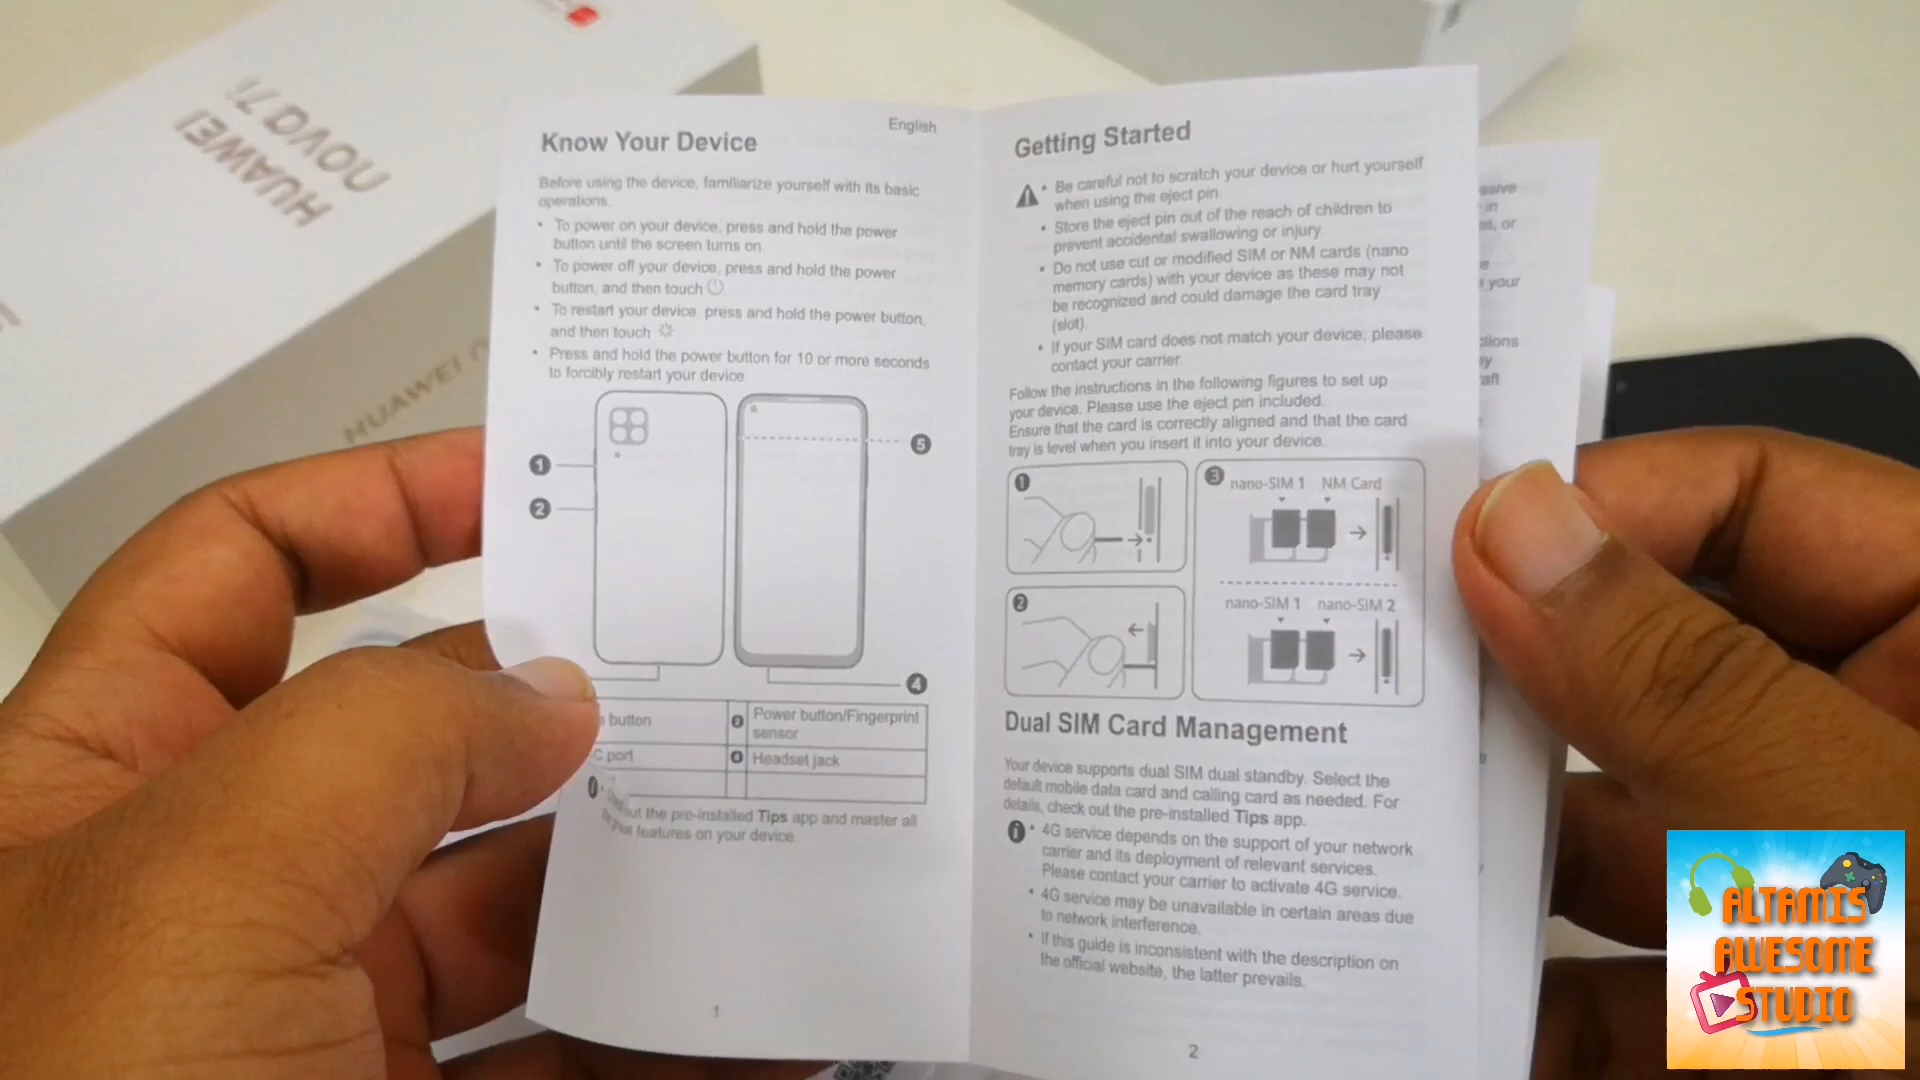 HUAWEI
nova 7i
HUAWEI
English
Know Your Device
Before using the device, familiarize yourself with its basic
operations.
• To power on your device, press and hold the power
button until the screen turns on.
• To power off your device, press and hold the power
button, and then touch
• To restart your device, press and hold the power button,
and then touch
• Press and hold the power button for 10 or more seconds
to forcibly restart your device
1
2
5
4
button
2 Power button/Fingerprint
sensor
C port
4 Headset jack
out the pre-installed Tips app and master all
features on your device.
1
Getting Started
• Be careful not to scratch your device or hurt yourself
when using the eject pin.
• Store the eject pin out of the reach of children to
prevent accidental swallowing or injury.
• Do not use cut or modified SIM or NM cards (nano
memory cards) with your device as these may not
be recognized and could damage the card tray
(slot).
• If your SIM card does not match your device, please
contact your carrier.
Follow the instructions in the following figures to set up
your device. Please use the eject pin included.
Ensure that the card is correctly aligned and that the card
tray is level when you insert it into your device.
1
2
3 nano-SIM 1 NM Card
nano-SIM 1 nano-SIM 2
Dual SIM Card Management
Your device supports dual SIM dual standby. Select the
default mobile data card and calling card as needed. For
details, check out the pre-installed Tips app.
• 4G service depends on the support of your network
carrier and its deployment of relevant services.
Please contact your carrier to activate 4G service.
• 4G service may be unavailable in certain areas due
to network interference.
• If this guide is inconsistent with the description on
the official website, the latter prevails.
2
in
or
your
ALTAMIS
AWESOME
STUDIO